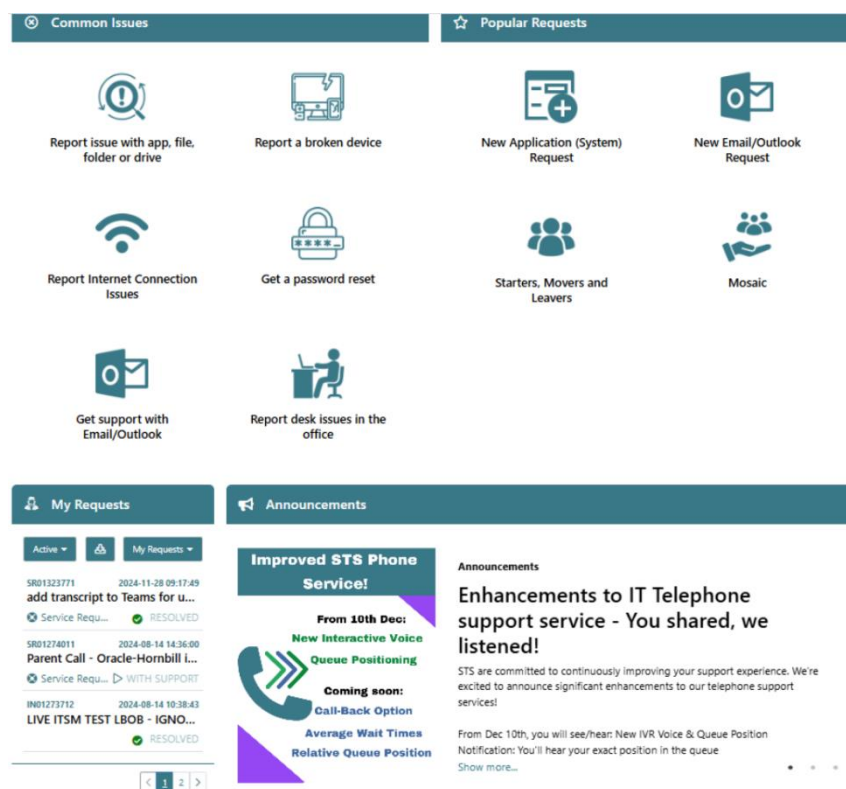 Common Issues
Popular Requests
Report issue with app, file,
folder or drive
Report a broken device
New Application (System)
Request
New Email/Outlook
Request
Report Internet Connection
Issues
Get a password reset
Starters, Movers and
Leavers
Mosaic
Get support with
Email/Outlook
Report desk issues in the
office
My Requests
Active
My Requests
SR01323771 2024-11-28 09:17:49
add transcript to Teams for u...
Service Requ... RESOLVED
SR01274011 2024-08-14 14:36:00
Parent Call - Oracle-Hornbill i...
Service Requ... WITH SUPPORT
IN01273712 2024-08-14 10:38:43
LIVE ITSM TEST LBOB - IGNO...
RESOLVED
< 1 2 >
Announcements
Improved STS Phone
Service!
From 10th Dec:
New Interactive Voice
Queue Positioning
Coming soon:
Call-Back Option
Average Wait Times
Relative Queue Position
Announcements
Enhancements to IT Telephone
support service - You shared, we
listened!
STS are committed to continuously improving your support experience. We're
excited to announce significant enhancements to our telephone support
services!
From Dec 10th, you will see/hear: New IVR Voice & Queue Position
Notification: You'll hear your exact position in the queue
Show more...